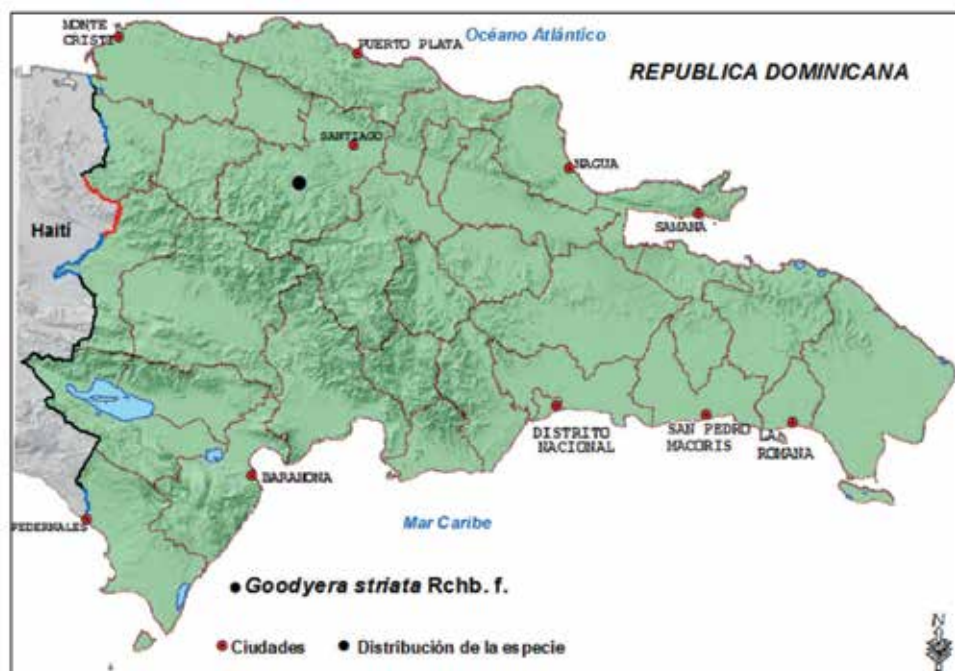 MONTE
CRISTI
PUERTO PLATA
Océano Atlántico
REPUBLICA DOMINICANA
SANTIAGO
NAGUA
SAMANA
Haití
DISTRITO
NACIONAL
SAN PEDRO
MACORIS
LA
ROMANA
BARAHONA
PEDERNALES
Mar Caribe
Goodyera striata Rchb. f.
Ciudades
Distribución de la especie
N